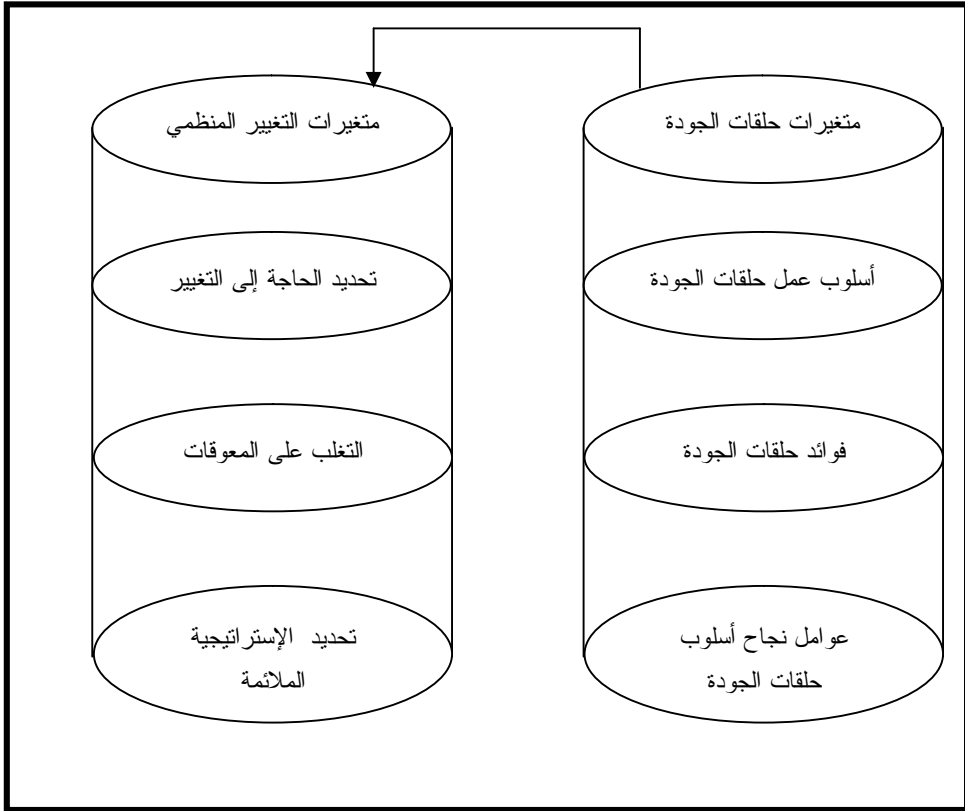 متغيرات حلقات الجودة
متغيرات التغيير المنظمي
أسلوب عمل حلقات الجودة
تحديد الحاجة إلى التغيير
فوائد حلقات الجودة
التغلب على المعوقات
عوامل نجاح أسلوب
حلقات الجودة
تحديد الإستراتيجية
الملائمة